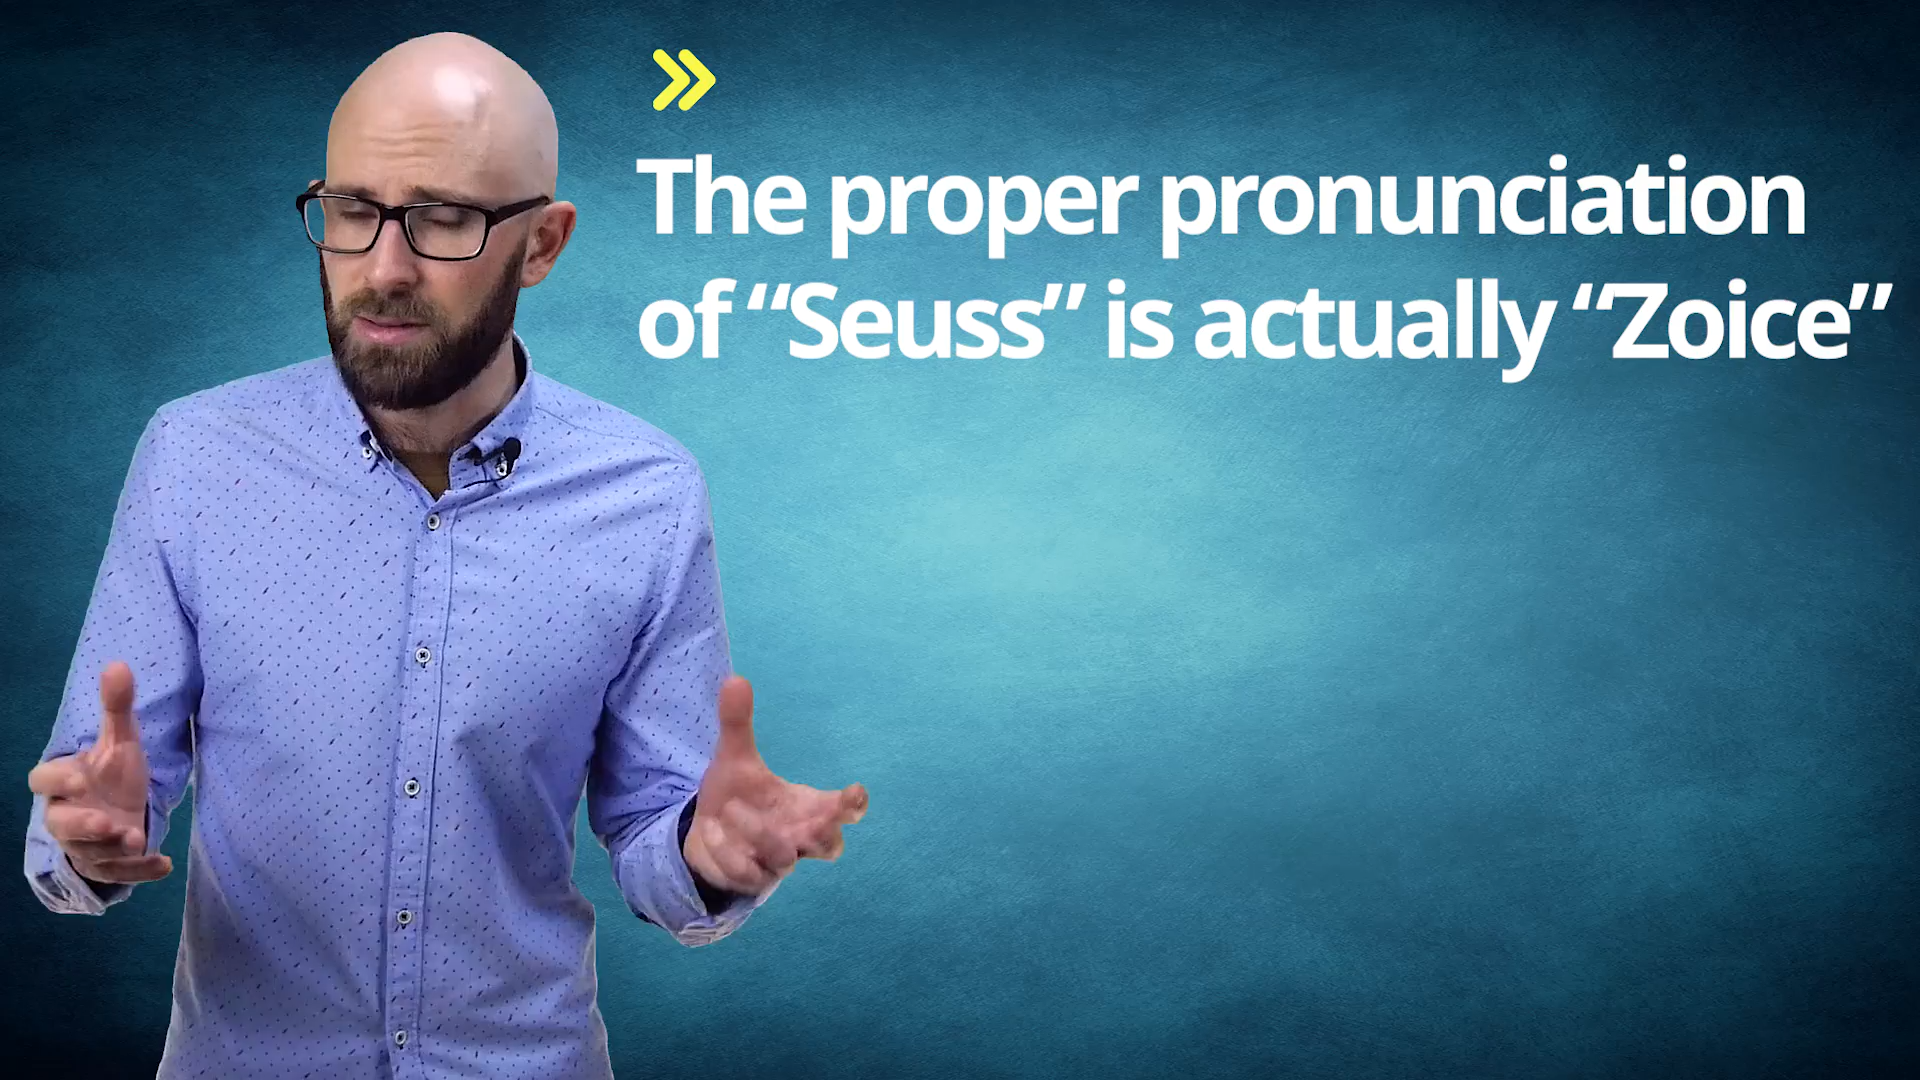 The proper pronunciation
of “Seuss” is actually “Zoice”